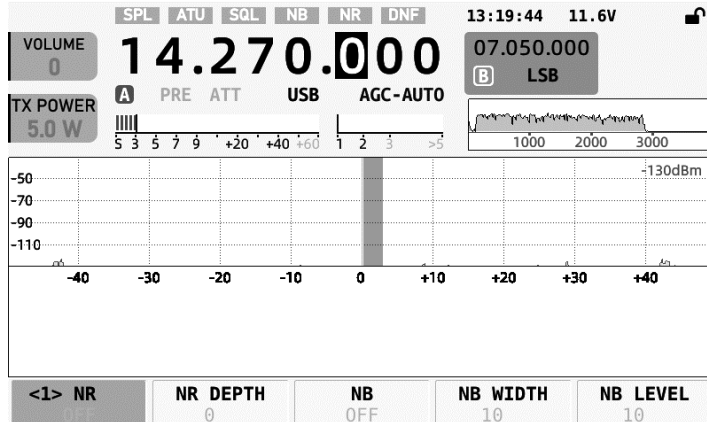 SPL ATU SQL NB NR DNF 13:19:44 11.6V
VOLUME
0
14.270.000
07.050.000
B LSB
TX POWER
5.0 W
A PRE ATT USB AGC-AUTO
S 3 5 7 9 +20 +40 +60 1 2 3 >5
1000 2000 3000
-130dBm
-50
-70
-90
-110
-40 -30 -20 -10 0 +10 +20 +30 +40
<1> NR NR DEPTH NB NB WIDTH NB LEVEL
OFF 0 OFF 10 10